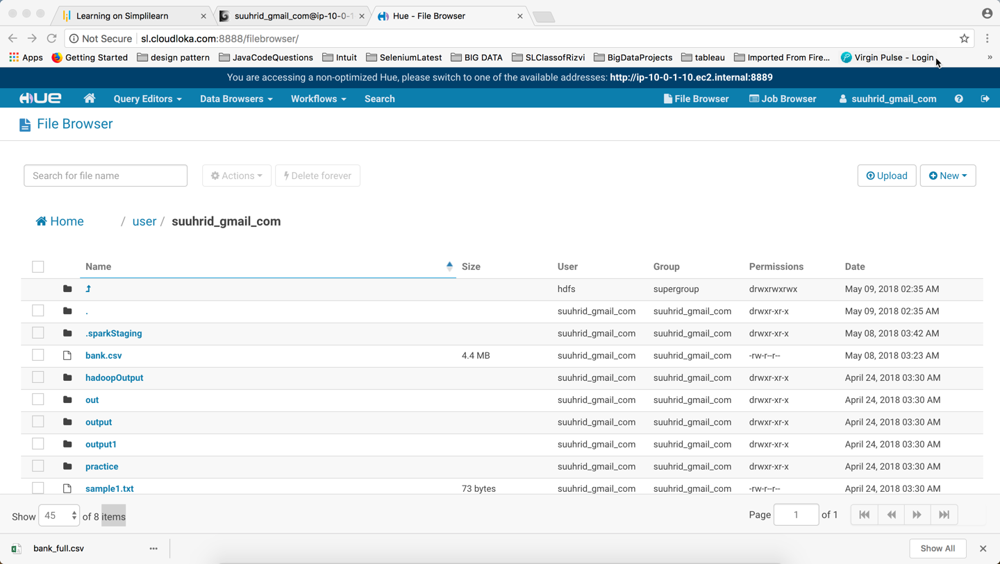 Learning on Simplilearn
suuhrid_gmail_com@ip-10-0-1
Hue - File Browser
Not Secure sl.cloudloka.com:8888/filebrowser/
Apps Getting Started design pattern JavaCodeQuestions Intuit SeleniumLatest BIG DATA SLClassofRizvi BigDataProjects tableau Imported From Fire... Virgin Pulse - Login »
You are accessing a non-optimized Hue, please switch to one of the available addresses: http://ip-10-0-1-10.ec2.internal:8889
HUE Query Editors Data Browsers Workflows Search File Browser Job Browser suuhrid_gmail_com
File Browser
Search for file name Actions Delete forever Upload New
Home / user / suuhrid_gmail_com
Name Size User Group Permissions Date
hdfs supergroup drwxrwxrwx May 09, 2018 02:35 AM
. suuhrid_gmail_com suuhrid_gmail_com drwxr-xr-x May 09, 2018 02:35 AM
.sparkStaging suuhrid_gmail_com suuhrid_gmail_com drwxr-xr-x May 08, 2018 03:42 AM
bank.csv 4.4 MB suuhrid_gmail_com suuhrid_gmail_com -rw-r--r-- May 08, 2018 03:23 AM
hadoopOutput suuhrid_gmail_com suuhrid_gmail_com drwxr-xr-x April 24, 2018 03:30 AM
out suuhrid_gmail_com suuhrid_gmail_com drwxr-xr-x April 24, 2018 03:30 AM
output suuhrid_gmail_com suuhrid_gmail_com drwxr-xr-x April 24, 2018 03:30 AM
output1 suuhrid_gmail_com suuhrid_gmail_com drwxr-xr-x April 24, 2018 03:30 AM
practice suuhrid_gmail_com suuhrid_gmail_com drwxr-xr-x April 24, 2018 03:30 AM
sample1.txt 73 bytes suuhrid_gmail_com suuhrid_gmail_com -rw-r--r-- April 24, 2018 03:30 AM
Show 45 of 8 items Page 1 of 1
bank_full.csv Show All